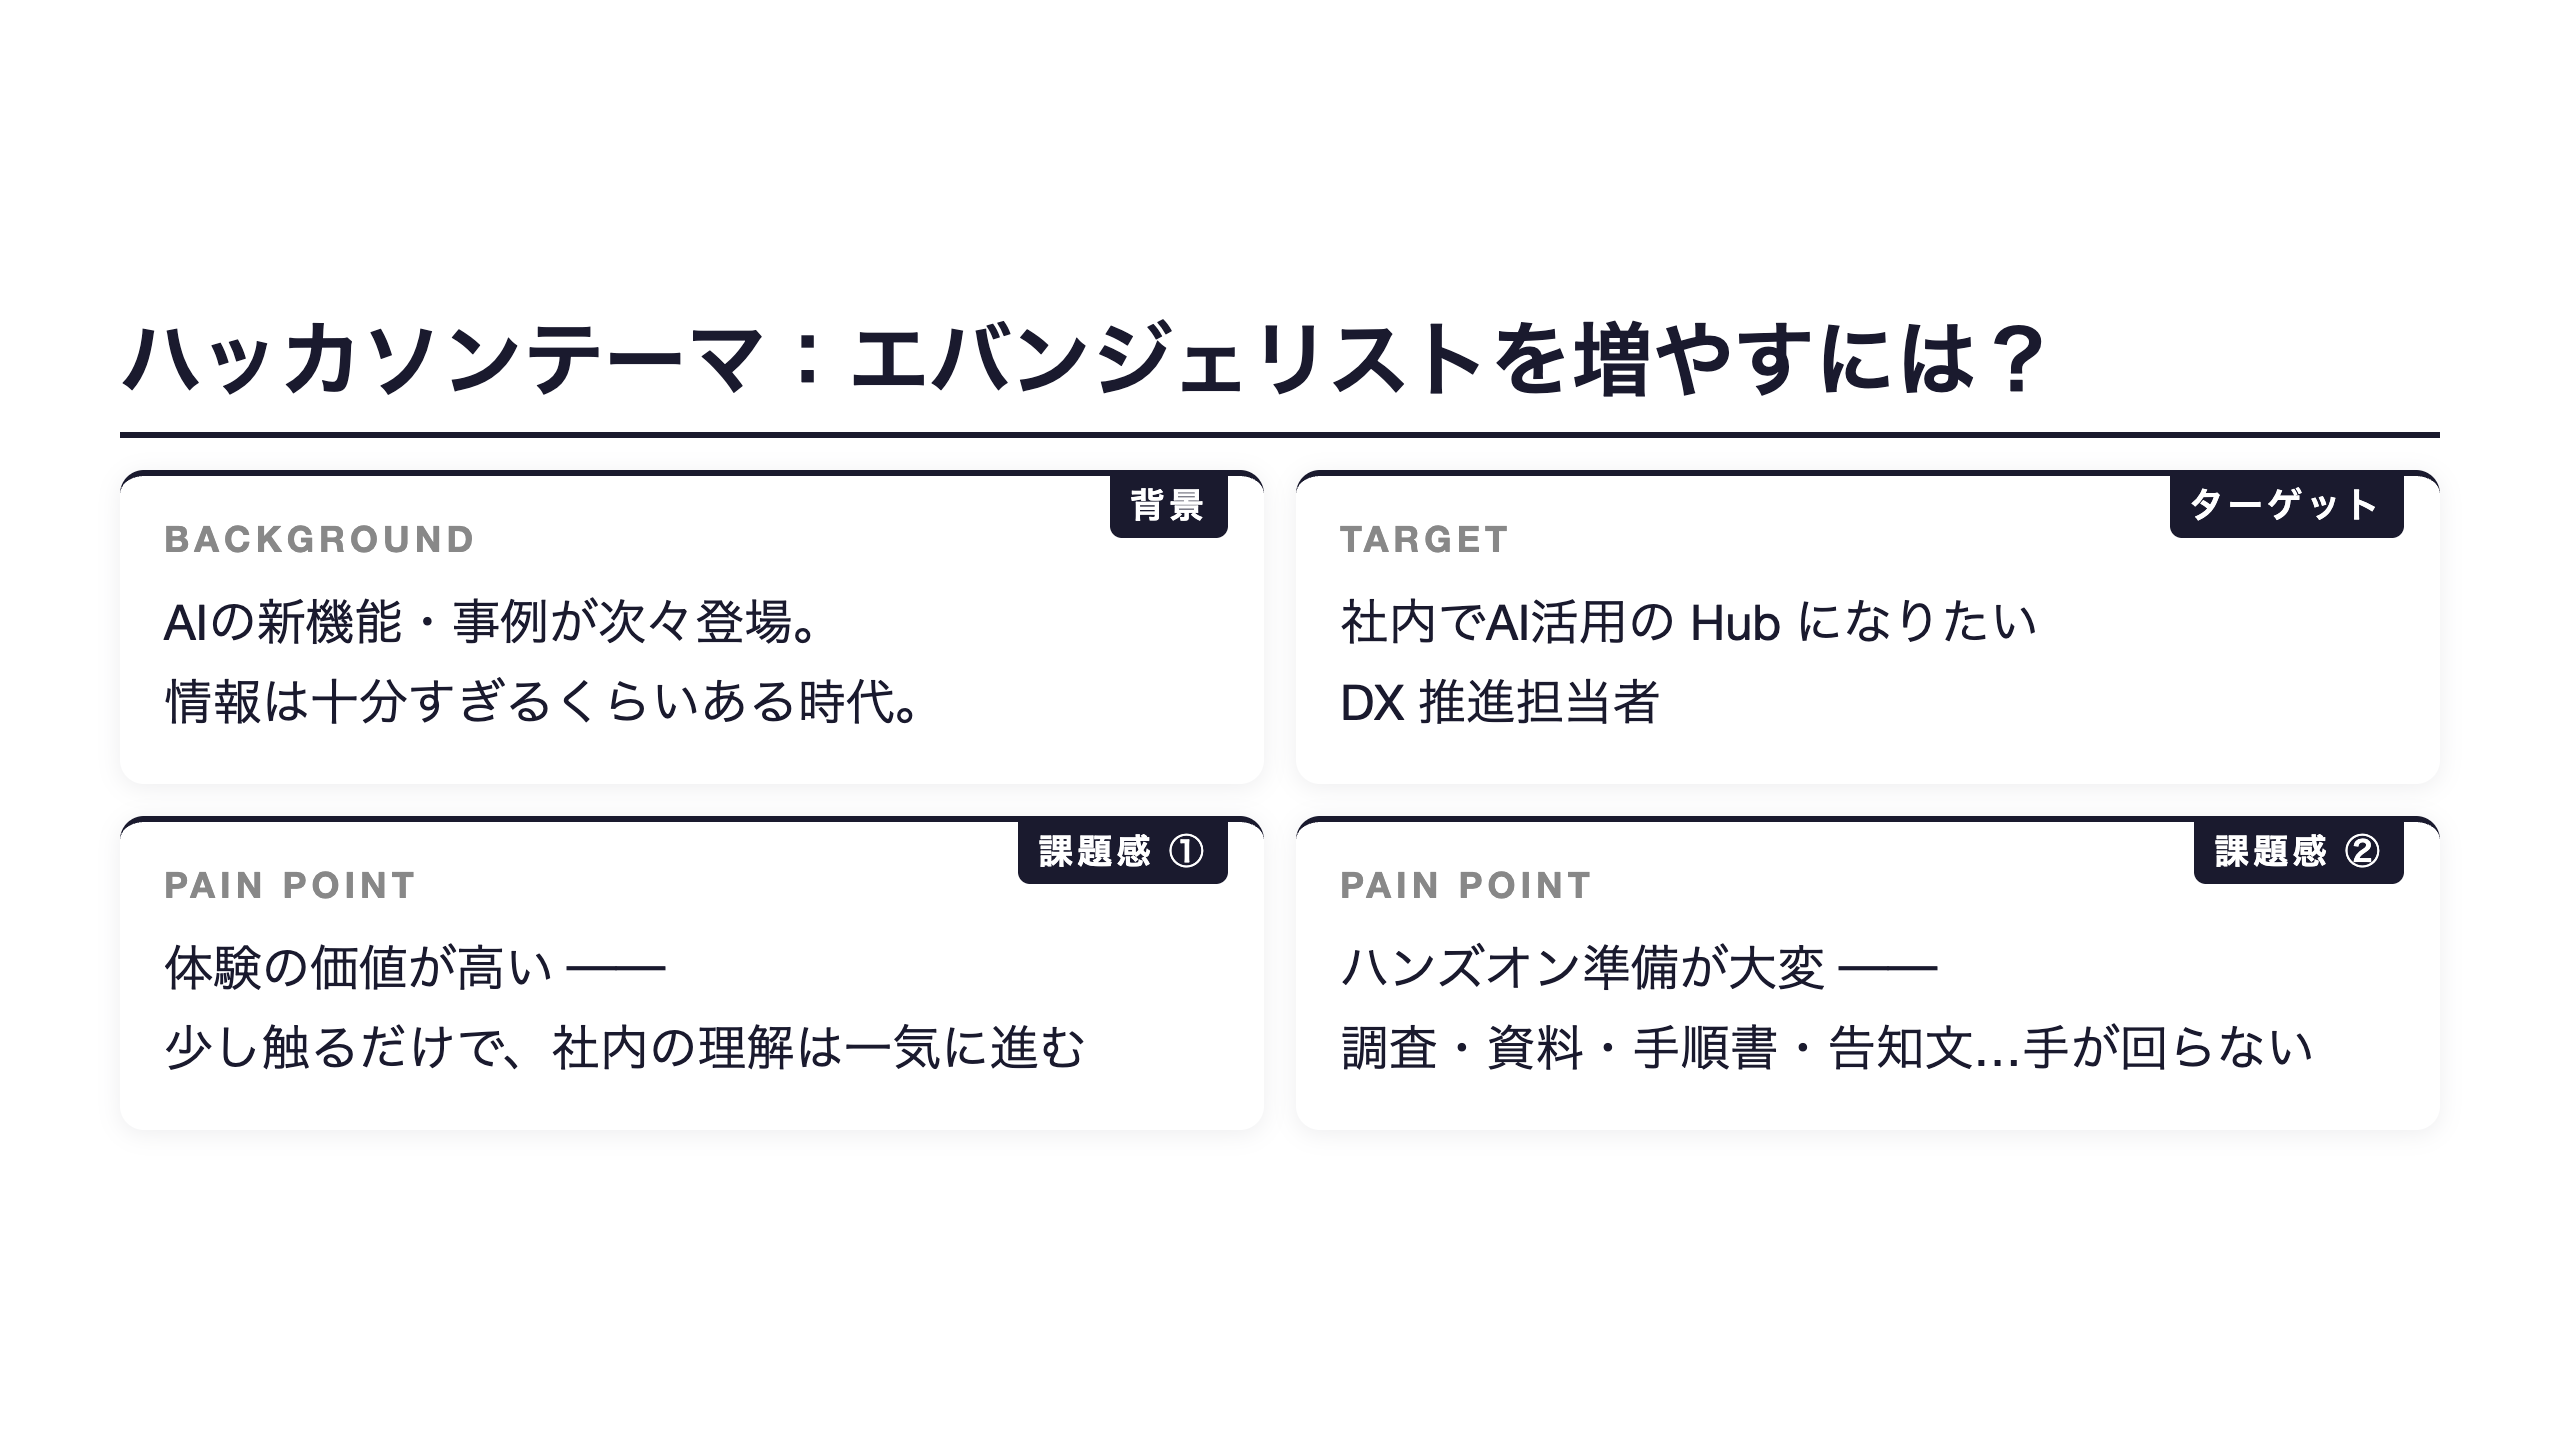 ハッカソンテーマ：エバンジェリストを増やすには？
背景
BACKGROUND
AIの新機能・事例が次々登場。
情報は十分すぎるくらいある時代。
ターゲット
TARGET
社内でAI活用の Hub になりたい
DX 推進担当者
課題感 ①
PAIN POINT
体験の価値が高い ——
少し触るだけで、社内の理解は一気に進む
課題感 ②
PAIN POINT
ハンズオン準備が大変 ——
調査・資料・手順書・告知文…手が回らない